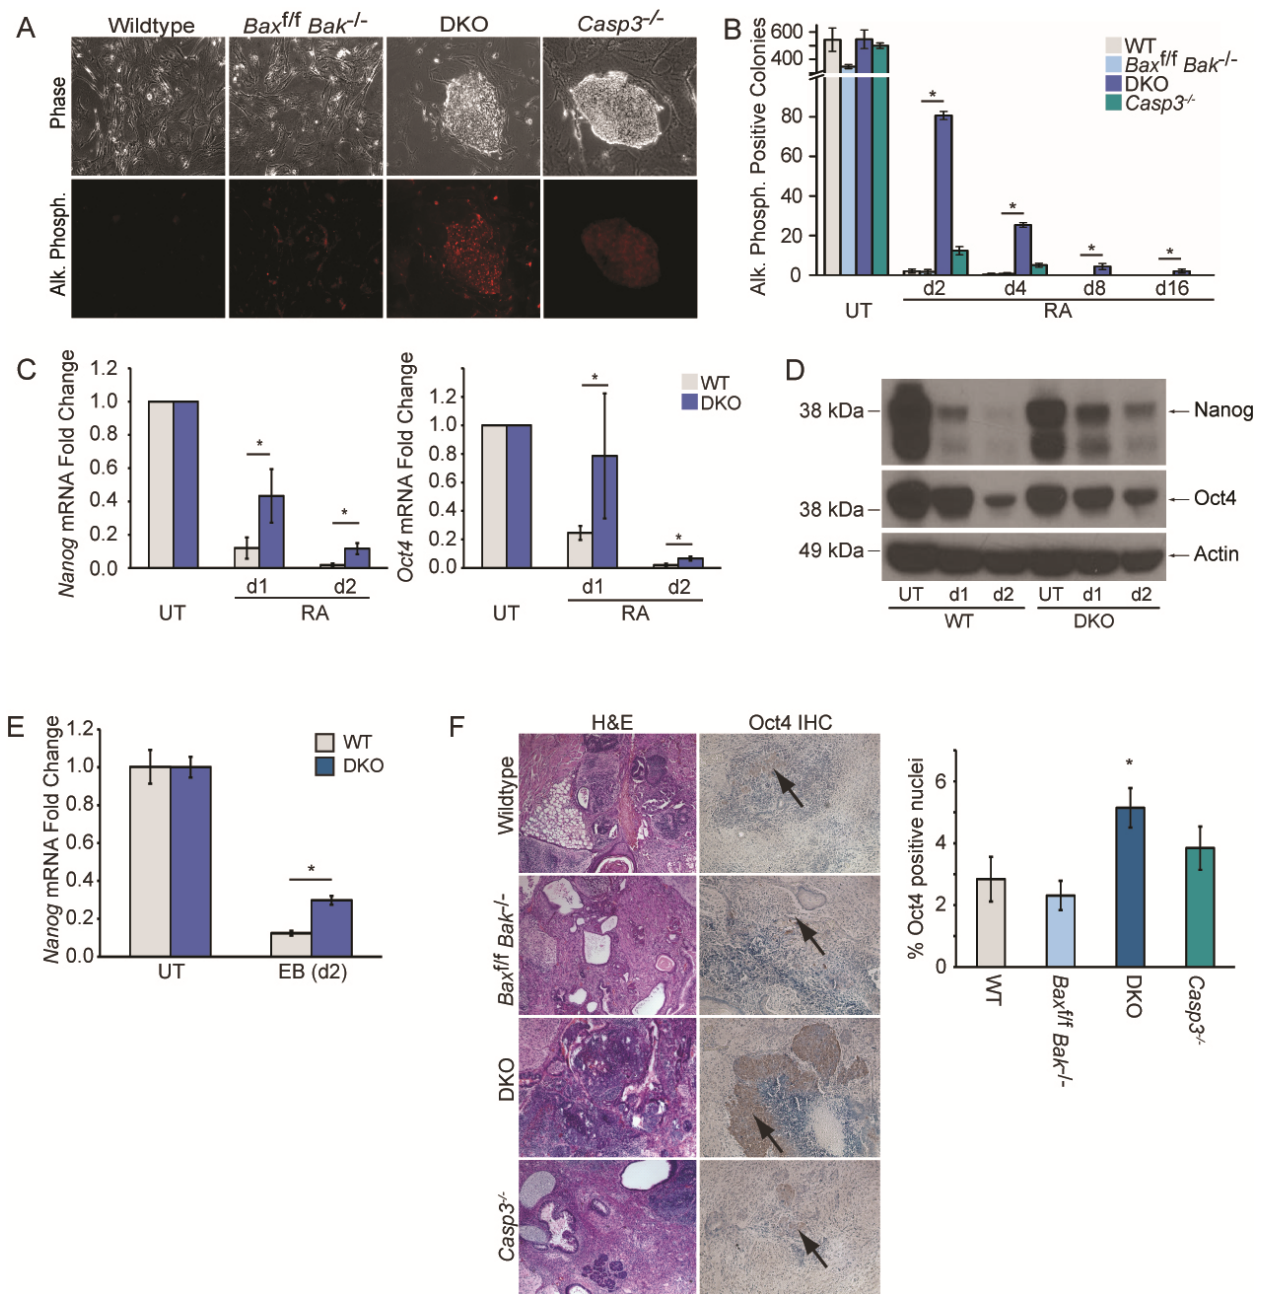 A
Wildtype
Bax^f/f Bak^-/-
DKO
Casp3^-/-
Phase
Alk. Phosph.
B
Alk. Phosph. Positive Colonies
600
400
80
60
40
20
0
WT
Bax^f/f Bak^-/-
DKO
Casp3^-/-
*
*
*
*
d2 d4 d8 d16
UT RA
C
Nanog mRNA Fold Change
1.2
1.0
0.8
0.6
0.4
0.2
0.0
*
*
d1 d2
UT RA
Oct4 mRNA Fold Change
1.2
1.0
0.8
0.6
0.4
0.2
0.0
WT
DKO
*
*
d1 d2
UT RA
D
38 kDa
Nanog
38 kDa
Oct4
49 kDa
Actin
UT d1 d2 UT d1 d2
WT DKO
E
Nanog mRNA Fold Change
1.2
1.0
0.8
0.6
0.4
0.2
0.0
WT
DKO
*
UT EB (d2)
F
H&E
Oct4 IHC
Wildtype
Bax^f/f Bak^-/-
DKO
Casp3^-/-
% Oct4 positive nuclei
6
4
2
0
*
WT
Bax^f/f Bak^-/-
DKO
Casp3^-/-